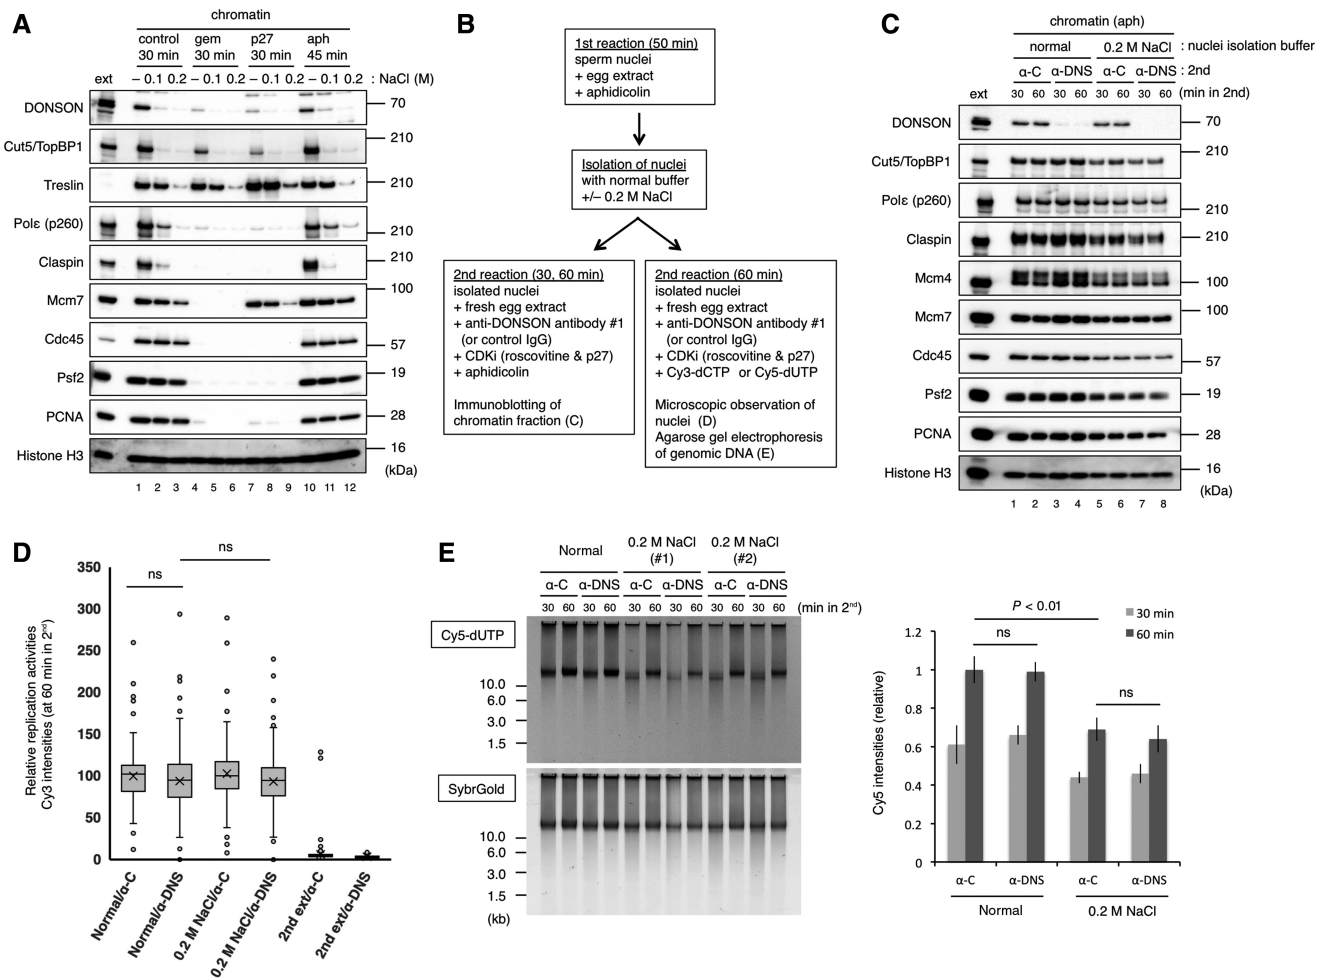 A
chromatin
control gem p27 aph
30 min 30 min 30 min 45 min
ext – 0.1 0.2 – 0.1 0.2 – 0.1 0.2 – 0.1 0.2 : NaCl (M)
DONSON 70
Cut5/TopBP1 210
Treslin 210
Polε (p260) 210
Claspin 210
Mcm7 100
Cdc45 57
Psf2 19
PCNA 28
Histone H3 16
(kDa)
1 2 3 4 5 6 7 8 9 10 11 12
B
1st reaction (50 min)
sperm nuclei
+ egg extract
+ aphidicolin
Isolation of nuclei
with normal buffer
+/– 0.2 M NaCl
2nd reaction (30, 60 min)
isolated nuclei
+ fresh egg extract
+ anti-DONSON antibody #1
(or control IgG)
+ CDKi (roscovitine & p27)
+ aphidicolin
Immunoblotting of
chromatin fraction (C)
2nd reaction (60 min)
isolated nuclei
+ fresh egg extract
+ anti-DONSON antibody #1
(or control IgG)
+ CDKi (roscovitine & p27)
+ Cy3-dCTP or Cy5-dUTP
Microscopic observation of
nuclei (D)
Agarose gel electrophoresis
of genomic DNA (E)
C
chromatin (aph)
normal 0.2 M NaCl : nuclei isolation buffer
α-C α-DNS α-C α-DNS : 2nd
ext 30 60 30 60 30 60 30 60 (min in 2nd)
DONSON 70
Cut5/TopBP1 210
Polε (p260) 210
Claspin 210
Mcm4 100
Mcm7 100
Cdc45 57
Psf2 19
PCNA 28
Histone H3 16
(kDa)
1 2 3 4 5 6 7 8
D
Relative replication activities
Cy3 intensities (at 60 min in 2nd)
350
300
250
200
150
100
50
0
ns
ns
Normal/α-C
Normal/α-DNS
0.2 M NaCl/α-C
0.2 M NaCl/α-DNS
2nd ext/α-C
2nd ext/α-DNS
E
Normal 0.2 M NaCl (#1) 0.2 M NaCl (#2)
α-C α-DNS α-C α-DNS α-C α-DNS
30 60 30 60 30 60 30 60 30 60 30 60 (min in 2nd)
Cy5-dUTP
10.0
6.0
3.0
1.5
SybrGold
10.0
6.0
3.0
1.5
(kb)
Cy5 intensities (relative)
1.2
1
0.8
0.6
0.4
0.2
0
P < 0.01
ns
ns
30 min
60 min
α-C α-DNS α-C α-DNS
Normal 0.2 M NaCl